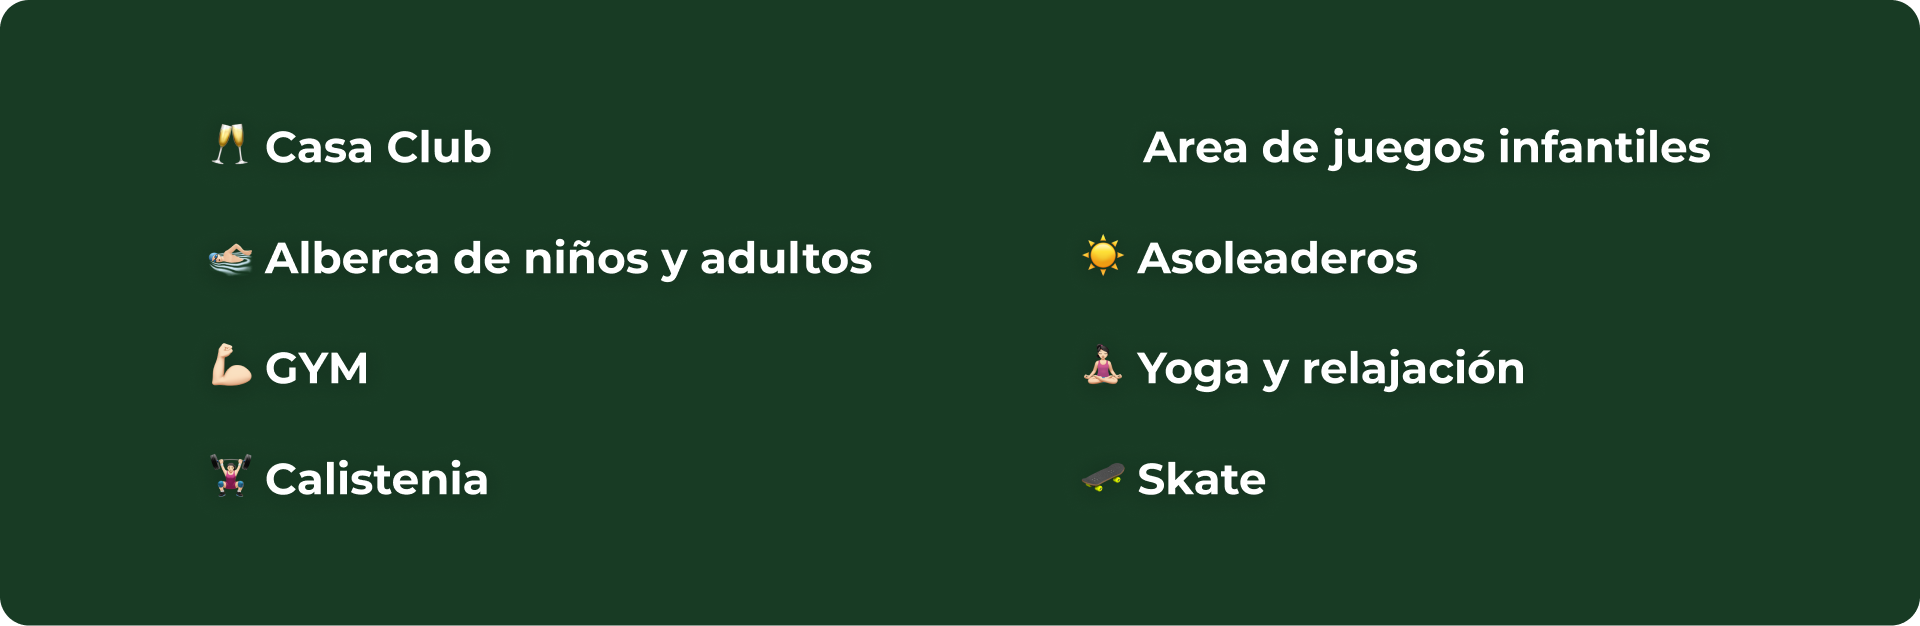 🥂 Casa Club
🏊🏻 Alberca de niños y adultos
💪🏻 GYM
🏋🏻‍♀️ Calistenia
Area de juegos infantiles
☀️ Asoleaderos
🧘🏻‍♀️ Yoga y relajación
🛹 Skate